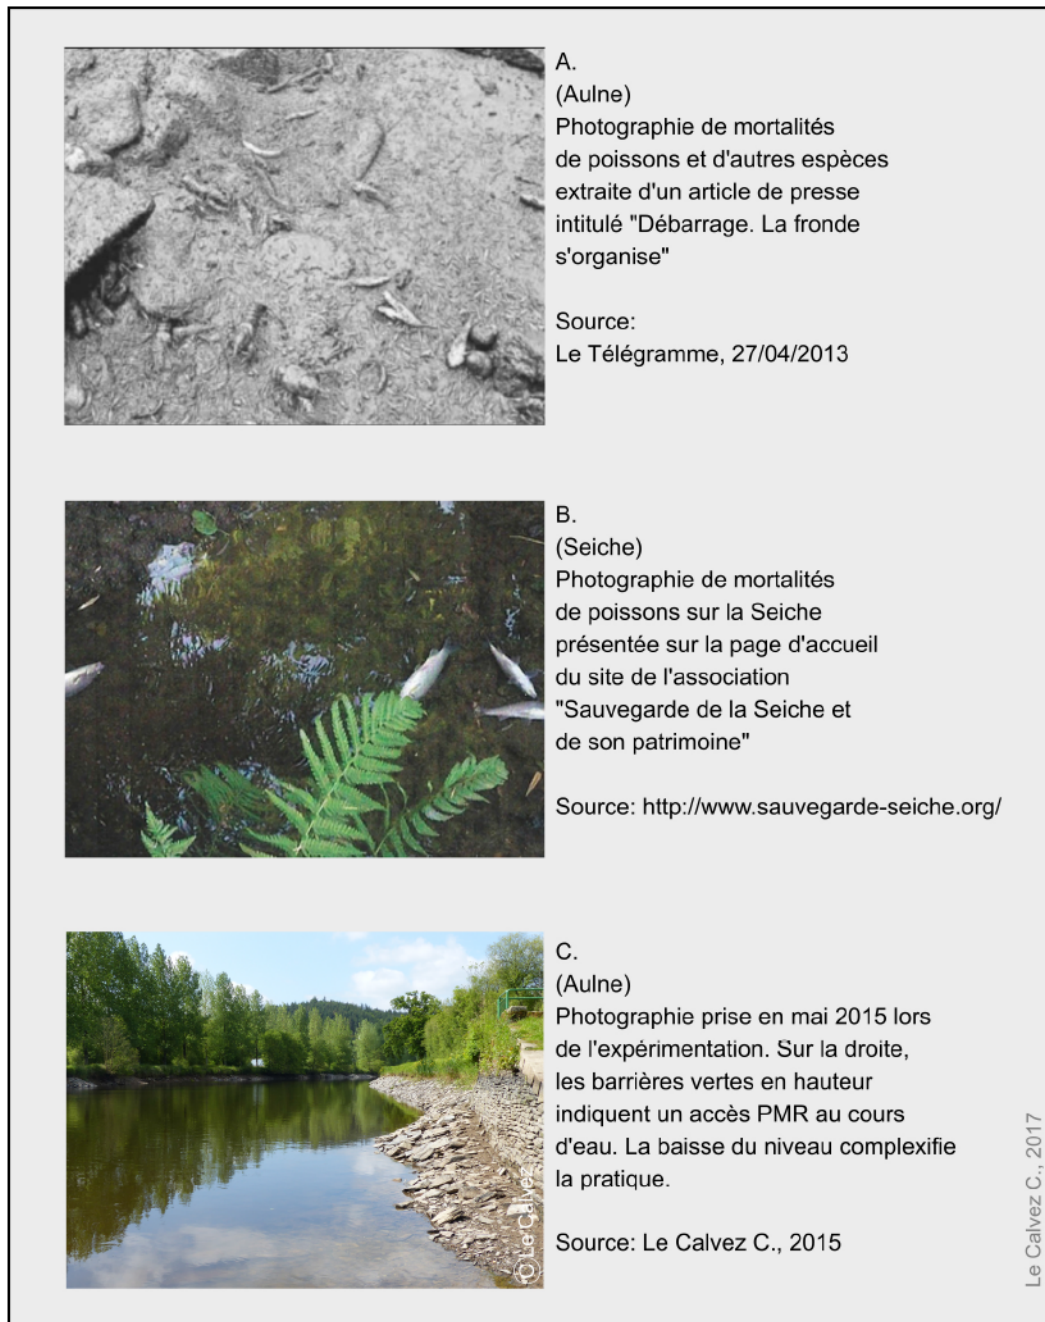 A.
(Aulne)
Photographie de mortalités
de poissons et d'autres espèces
extraite d'un article de presse
intitulé "Débarrage. La fronde
s'organise"
Source:
Le Télégramme, 27/04/2013
B.
(Seiche)
Photographie de mortalités
de poissons sur la Seiche
présentée sur la page d'accueil
du site de l'association
"Sauvegarde de la Seiche et
de son patrimoine"
Source: http://www.sauvegarde-seiche.org/
C.
(Aulne)
Photographie prise en mai 2015 lors
de l'expérimentation. Sur la droite,
les barrières vertes en hauteur
indiquent un accès PMR au cours
d'eau. La baisse du niveau complexifie
la pratique.
Source: Le Calvez C., 2015
© Le Calvez
Le Calvez C., 2017